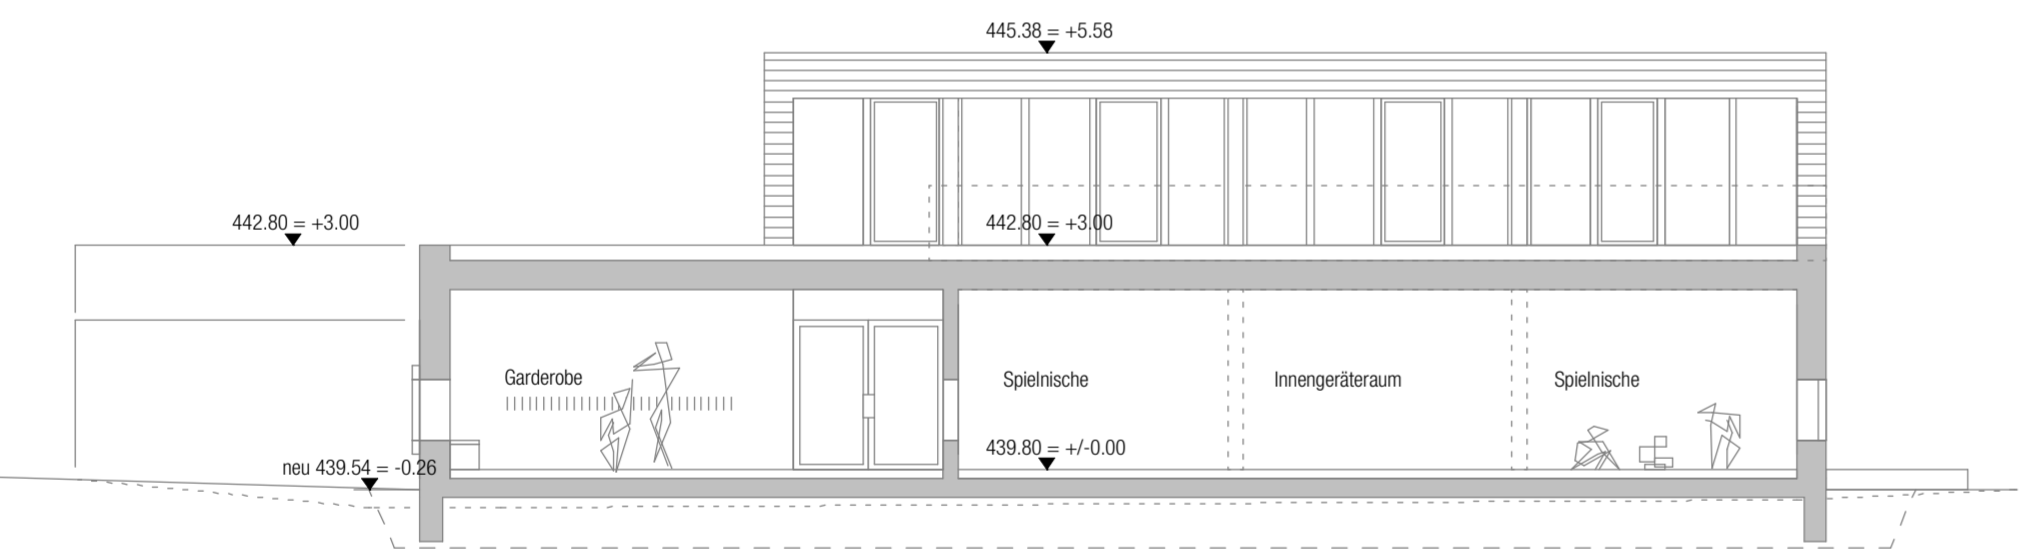 445.38 = +5.58
442.80 = +3.00
442.80 = +3.00
Garderobe
Spielnische
Innengeräteraum
Spielnische
439.80 = +/-0.00
neu 439.54 = -0.26